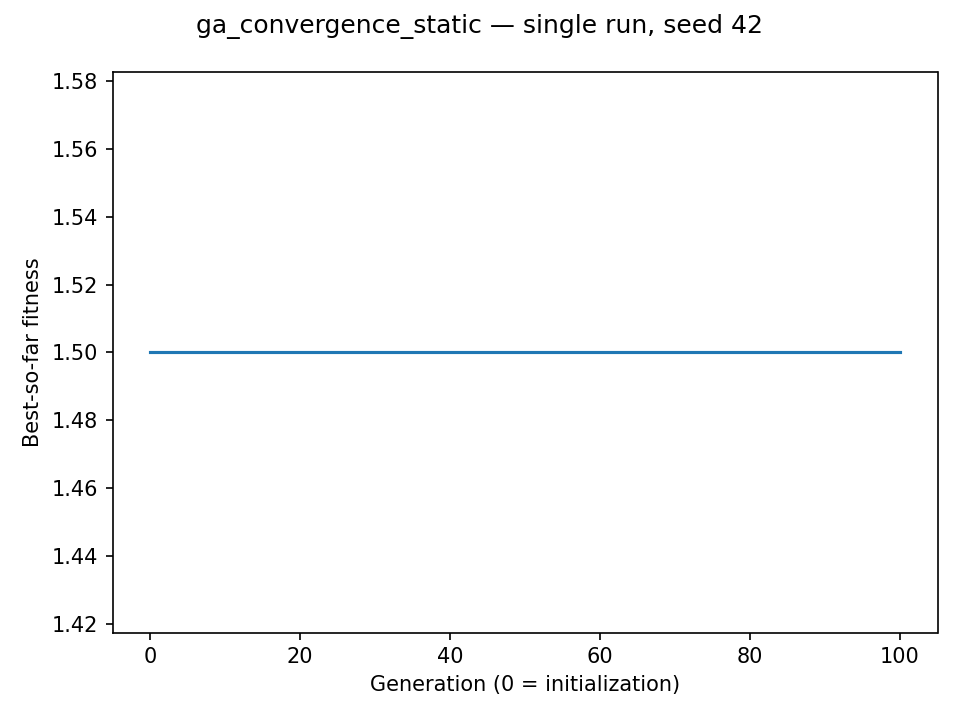 ga_convergence_static — single run, seed 42
1.58
1.56
1.54
1.52
1.50
1.48
1.46
1.44
1.42
Best-so-far fitness
0 20 40 60 80 100
Generation (0 = initialization)